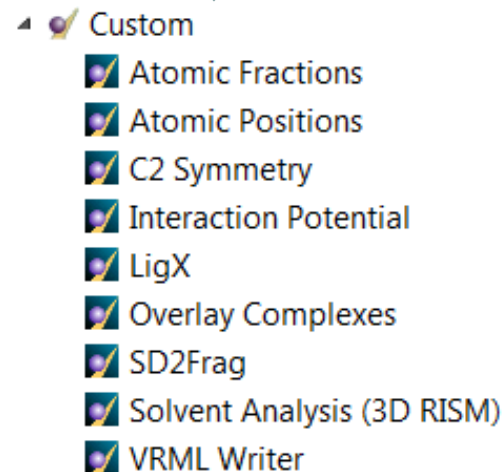 Custom
Atomic Fractions
Atomic Positions
C2 Symmetry
Interaction Potential
LigX
Overlay Complexes
SD2Frag
Solvent Analysis (3D RISM)
VRML Writer